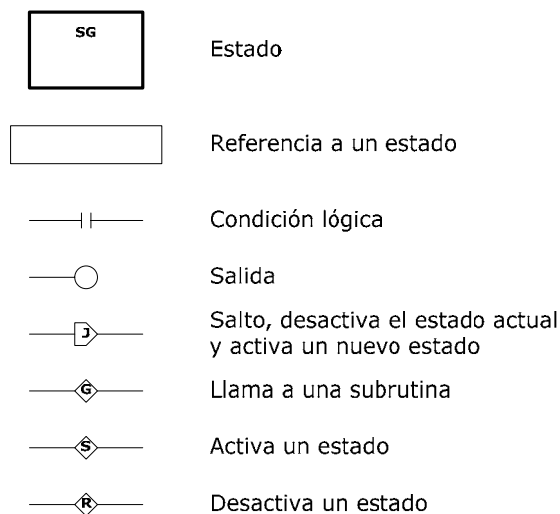 SG
Estado
Referencia a un estado
Condición lógica
Salida
J
Salto, desactiva el estado actual
y activa un nuevo estado
G
Llama a una subrutina
S
Activa un estado
R
Desactiva un estado